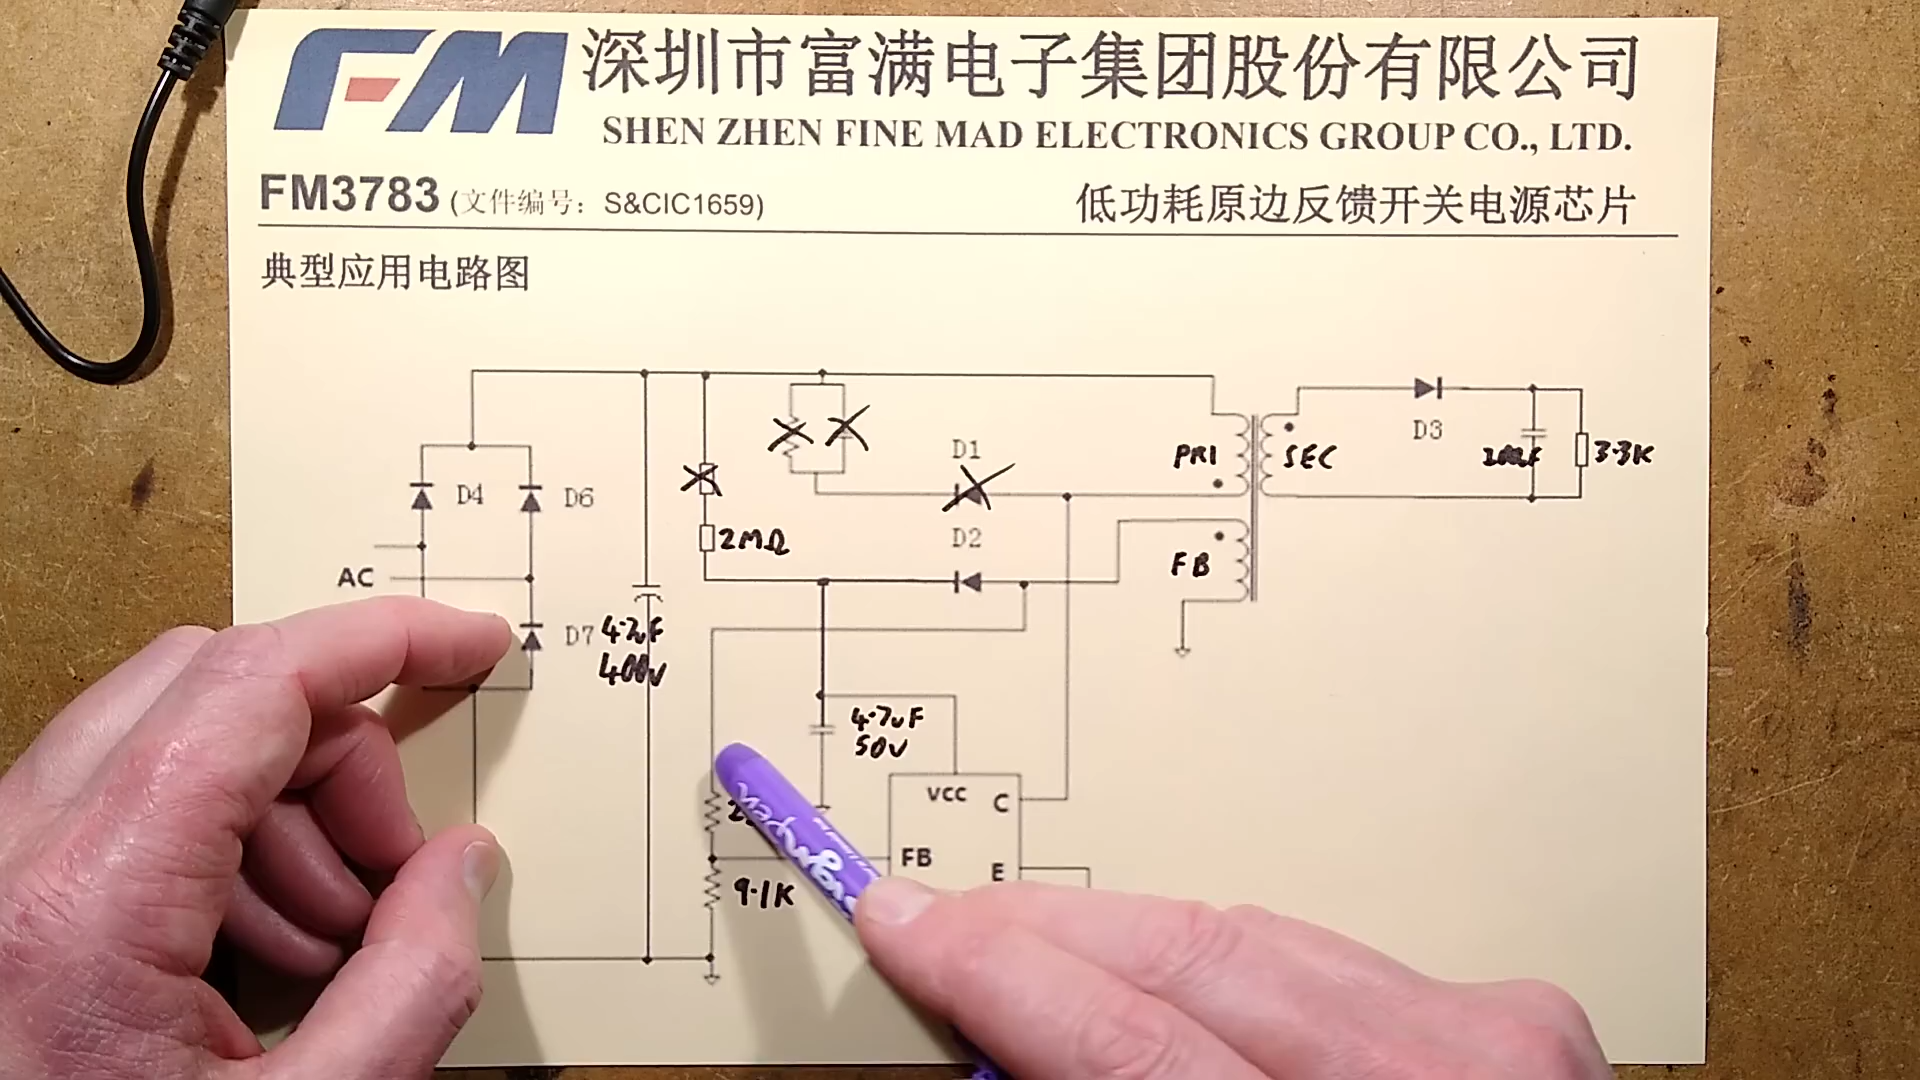 FM 深圳市富满电子集团股份有限公司
SHEN ZHEN FINE MAD ELECTRONICS GROUP CO., LTD.
FM3783 (文件编号：S&CIC1659) 低功耗原边反馈开关电源芯片
典型应用电路图
D4
D6
AC
D7
4.7uF
400V
2MΩ
D1
D2
PRI
SEC
FB
D3
3.3K
4.7uF
50V
VCC
C
FB
E
9.1K